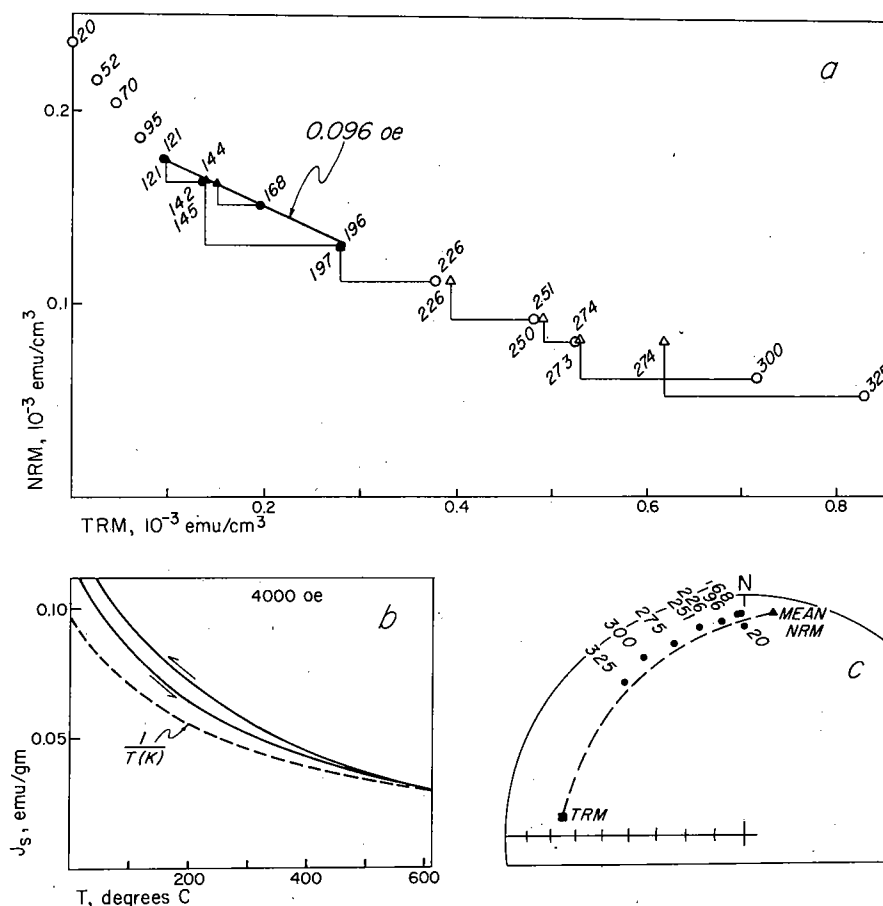 a
20
52
70
95
121
121
144
142
145
168
0.096 oe
196
197
226
226
251
250
274
273
274
300
325
0.2
0.1
NRM, 10⁻³ emu/cm³
0.2
0.4
0.6
0.8
TRM, 10⁻³ emu/cm³
b
4000 oe
0.10
0.05
1
T(K)
J_s, emu/gm
200
400
600
T, degrees C
c
N
168
196
226
251
275
300
325
20
MEAN
NRM
TRM